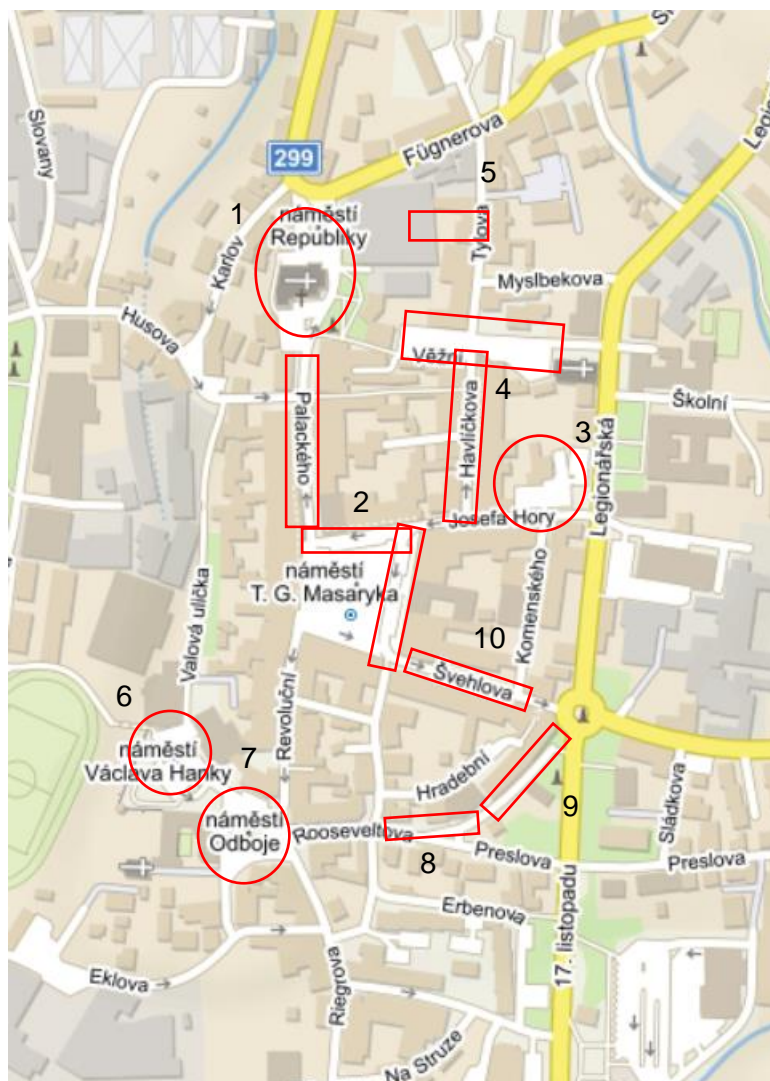 Slovany
Fügnerova
Legio
299
5
1
náměstí
Republiky
Karlov
Tylova
Myslbekova
Husova
Věžní
4
Školní
Palackého
Havlíčkova
3
Legionářská
2
Josefa Hory
náměstí
T. G. Masaryka
Komenského
Valová ulička
10
Švehlova
6
Revoluční
náměstí
Václava Hanky
7
Hradební
Sládkova
náměstí
Odboje
9
Rooseveltova
8
Preslova
Preslova
Erbenova
17. listopadu
Eklova
Riegrova
Na Struze